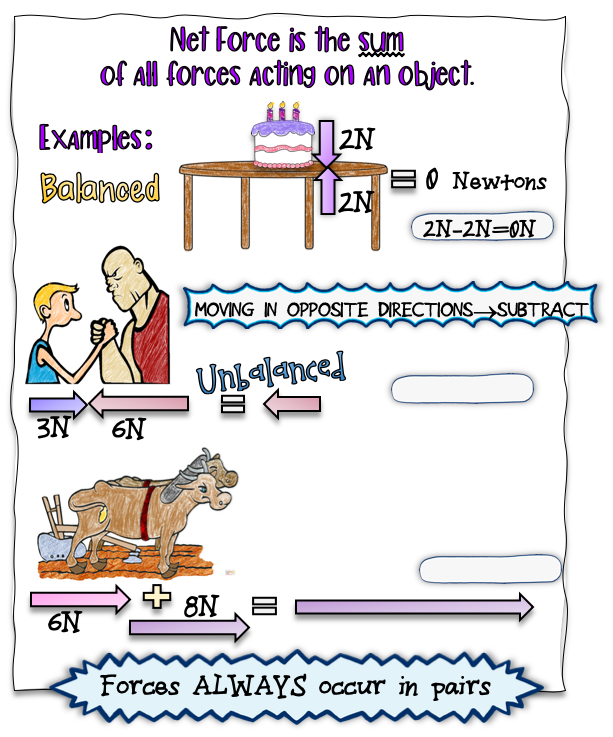 Net Force is the sum
of all forces acting on an object.
Examples:
2N
Balanced
2N
= 0 Newtons
2N-2N=0N
MOVING IN OPPOSITE DIRECTIONS→SUBTRACT
Unbalanced
=
3N 6N
+ 8N =
6N
Forces ALWAYS occur in pairs